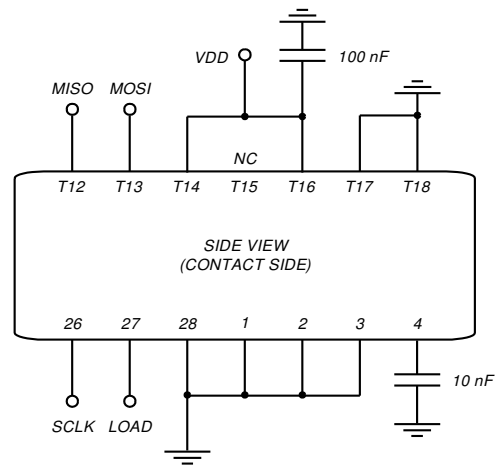 VDD
100 nF
MISO MOSI
NC
T12 T13 T14 T15 T16 T17 T18
SIDE VIEW
(CONTACT SIDE)
26 27 28 1 2 3 4
10 nF
SCLK LOAD